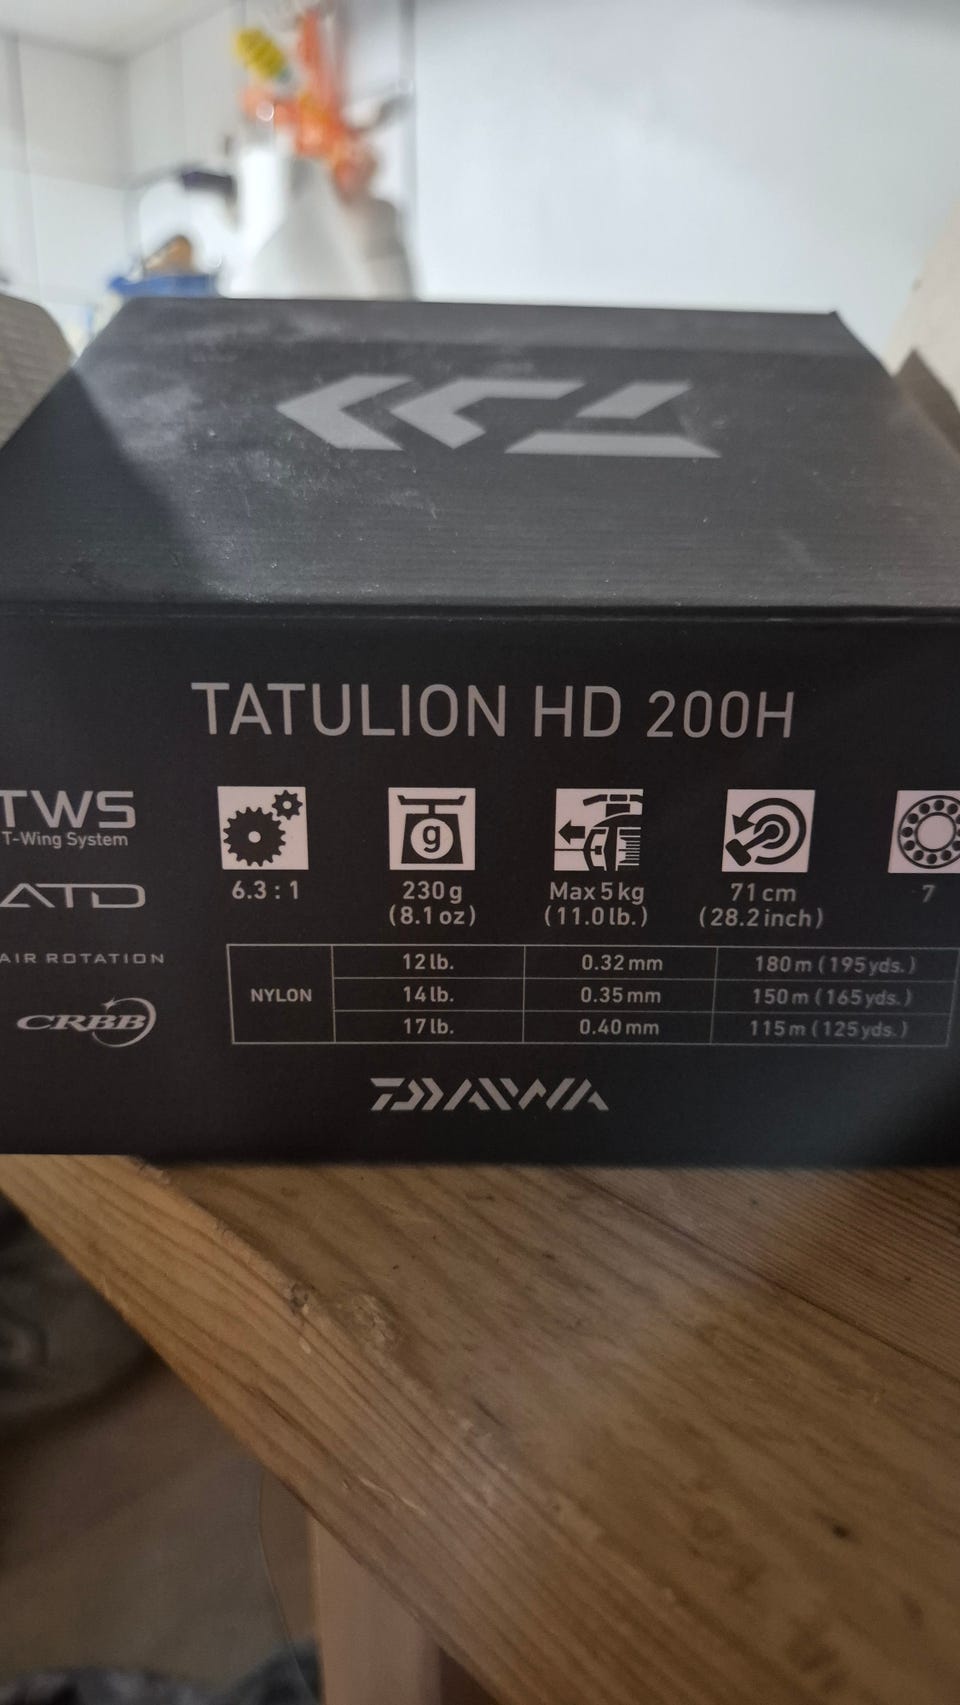 TATULION HD 200H
TWS
T-Wing System
ATD
AIR ROTATION
CRBB
g
6.3 : 1
230 g
(8.1 oz)
Max 5 kg
(11.0 lb.)
71 cm
(28.2 inch)
7
NYLON
12 lb. 0.32 mm 180 m (195 yds.)
14 lb. 0.35 mm 150 m (165 yds.)
17 lb. 0.40 mm 115 m (125 yds.)
DAIWA